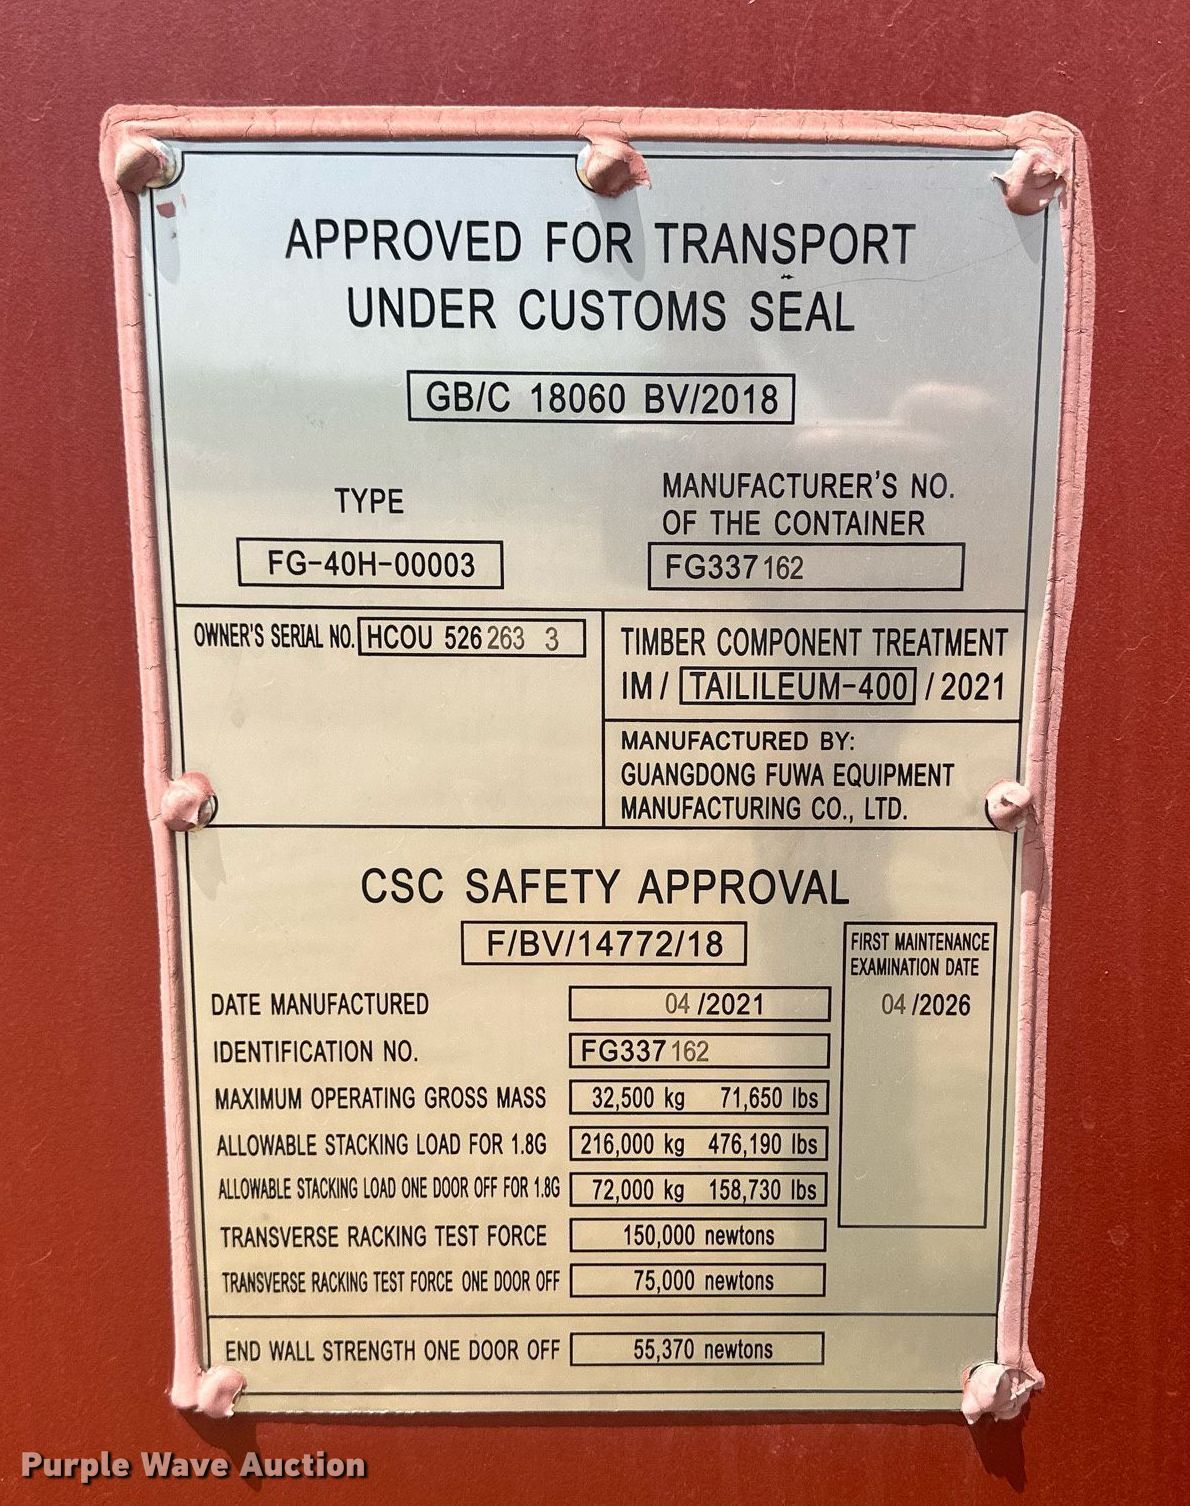 APPROVED FOR TRANSPORT
UNDER CUSTOMS SEAL
GB/C 18060 BV/2018
TYPE
FG-40H-00003
MANUFACTURER'S NO.
OF THE CONTAINER
FG337162
OWNER'S SERIAL NO. HCOU 526263 3
TIMBER COMPONENT TREATMENT
IM / TAILILEUM-400 / 2021
MANUFACTURED BY:
GUANGDONG FUWA EQUIPMENT
MANUFACTURING CO., LTD.
CSC SAFETY APPROVAL
F/BV/14772/18
FIRST MAINTENANCE
EXAMINATION DATE
04 /2026
DATE MANUFACTURED 04 /2021
IDENTIFICATION NO. FG337162
MAXIMUM OPERATING GROSS MASS 32,500 kg 71,650 lbs
ALLOWABLE STACKING LOAD FOR 1.8G 216,000 kg 476,190 lbs
ALLOWABLE STACKING LOAD ONE DOOR OFF FOR 1.8G 72,000 kg 158,730 lbs
TRANSVERSE RACKING TEST FORCE 150,000 newtons
TRANSVERSE RACKING TEST FORCE ONE DOOR OFF 75,000 newtons
END WALL STRENGTH ONE DOOR OFF 55,370 newtons
Purple Wave Auction